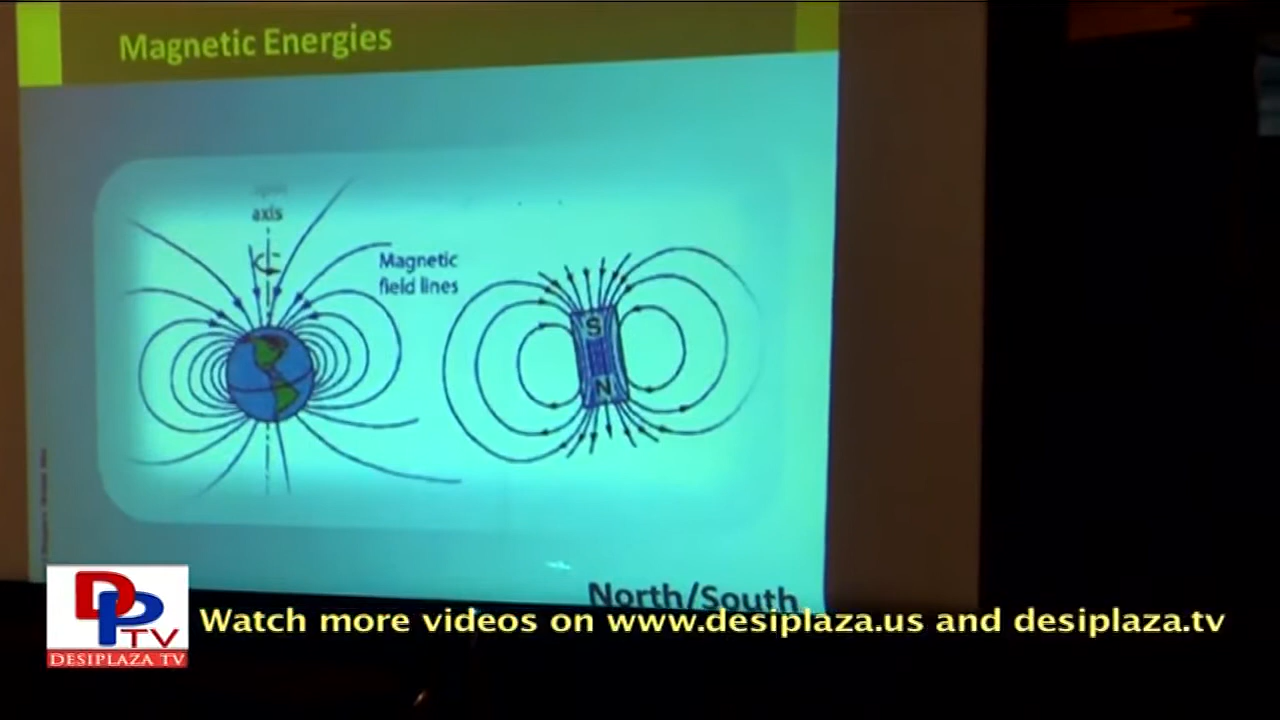 Magnetic Energies
axis
Magnetic
field lines
S
N
North/South
DP
TV
DESIPLAZA TV
Watch more videos on www.desiplaza.us and desiplaza.tv